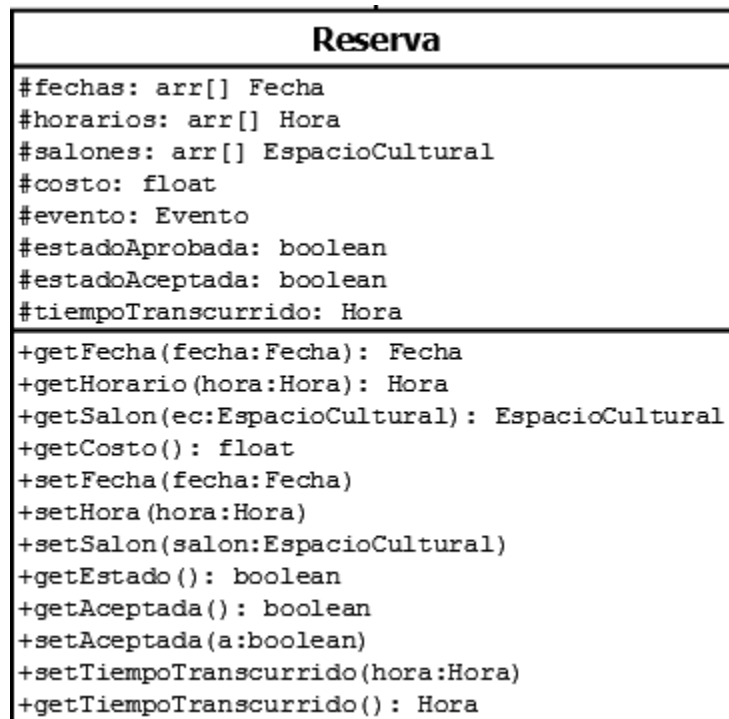 Reserva
#fechas: arr[] Fecha
#horarios: arr[] Hora
#salones: arr[] EspacioCultural
#costo: float
#evento: Evento
#estadoAprobada: boolean
#estadoAceptada: boolean
#tiempoTranscurrido: Hora
+getFecha(fecha:Fecha): Fecha
+getHorario(hora:Hora): Hora
+getSalon(ec:EspacioCultural): EspacioCultural
+getCosto(): float
+setFecha(fecha:Fecha)
+setHora(hora:Hora)
+setSalon(salon:EspacioCultural)
+getEstado(): boolean
+getAceptada(): boolean
+setAceptada(a:boolean)
+setTiempoTranscurrido(hora:Hora)
+getTiempoTranscurrido(): Hora